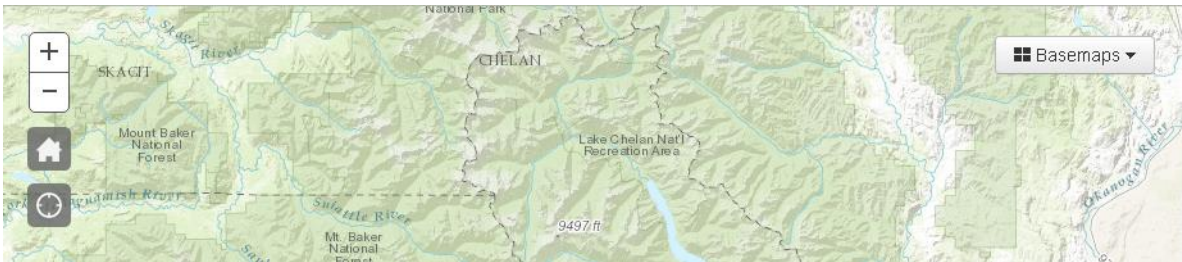 National Park
Skagit River
+
CHELAN
SKAGIT
Basemaps
−
Mount Baker
National
Forest
Lake Chelan Nat'l
Recreation Area
Okanogan River
Suiattle River
9497 ft
Mt. Baker
National
Forest